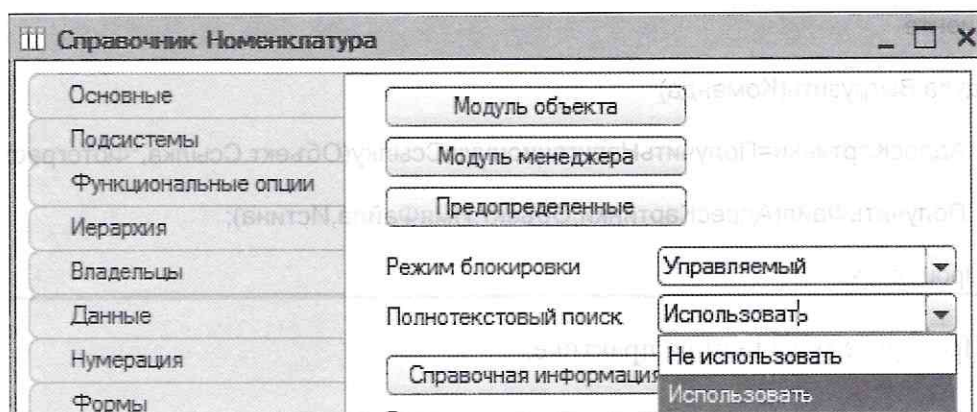 Справочник Номенклатура
Основные
Подсистемы
Функциональные опции
Иерархия
Владельцы
Данные
Нумерация
Формы
Модуль объекта
Модуль менеджера
Предопределенные
Режим блокировки Управляемый
Полнотекстовый поиск Использовать
Не использовать
Использовать
Справочная информация